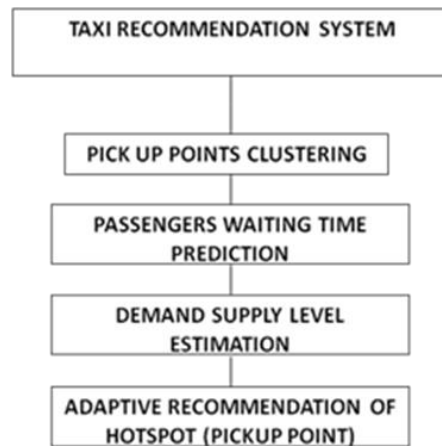 TAXI RECOMMENDATION SYSTEM
PICK UP POINTS CLUSTERING
PASSENGERS WAITING TIME
PREDICTION
DEMAND SUPPLY LEVEL
ESTIMATION
ADAPTIVE RECOMMENDATION OF
HOTSPOT (PICKUP POINT)